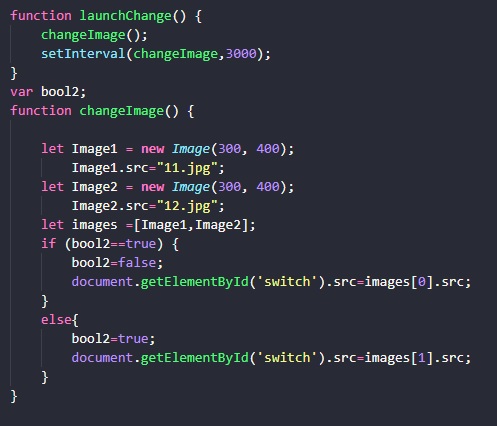 function launchChange() {
    changeImage();
    setInterval(changeImage,3000);
}
var bool2;
function changeImage() {

    let Image1 = new Image(300, 400);
        Image1.src="11.jpg";
    let Image2 = new Image(300, 400);
        Image2.src="12.jpg";
    let images =[Image1,Image2];
    if (bool2==true) {
        bool2=false;
        document.getElementById('switch').src=images[0].src;
    }
    else{
        bool2=true;
        document.getElementById('switch').src=images[1].src;
    }
}